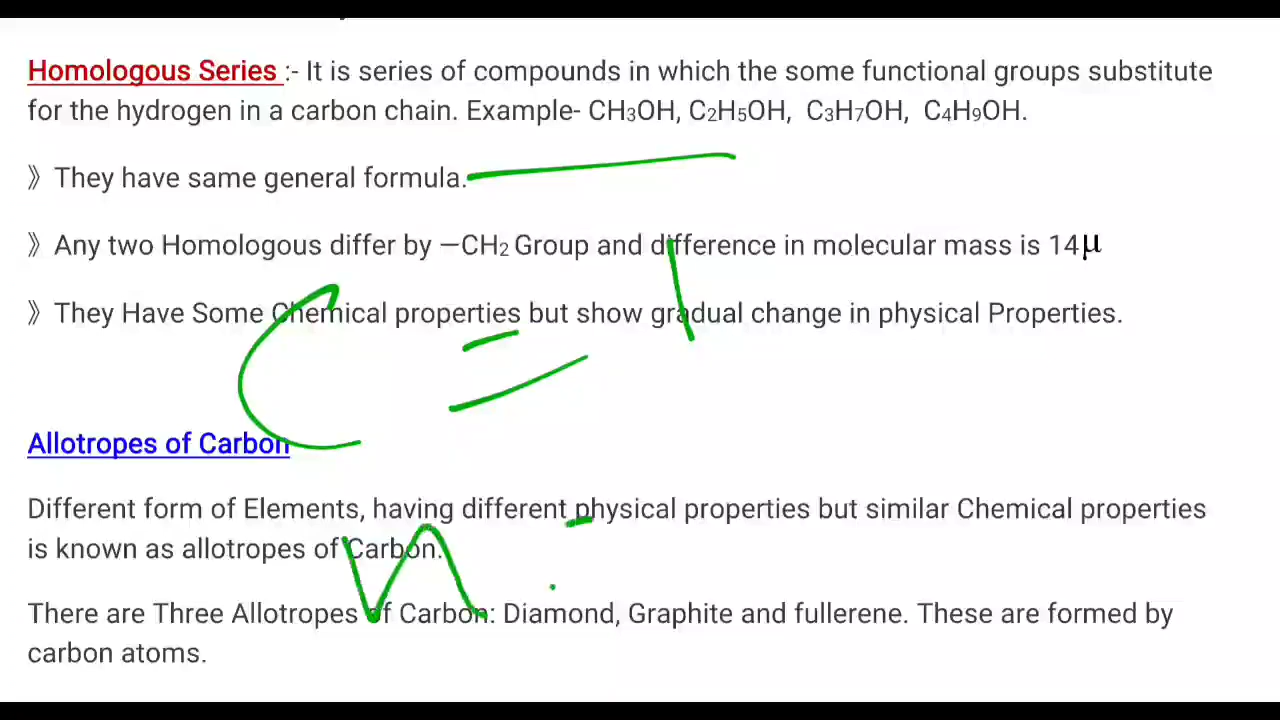 Homologous Series :- It is series of compounds in which the some functional groups substitute
for the hydrogen in a carbon chain. Example- CH₃OH, C₂H₅OH, C₃H₇OH, C₄H₉OH.
》They have same general formula.
》Any two Homologous differ by —CH₂ Group and difference in molecular mass is 14μ
》They Have Some Chemical properties but show gradual change in physical Properties.
Allotropes of Carbon
Different form of Elements, having different physical properties but similar Chemical properties
is known as allotropes of Carbon.
There are Three Allotropes of Carbon: Diamond, Graphite and fullerene. These are formed by
carbon atoms.